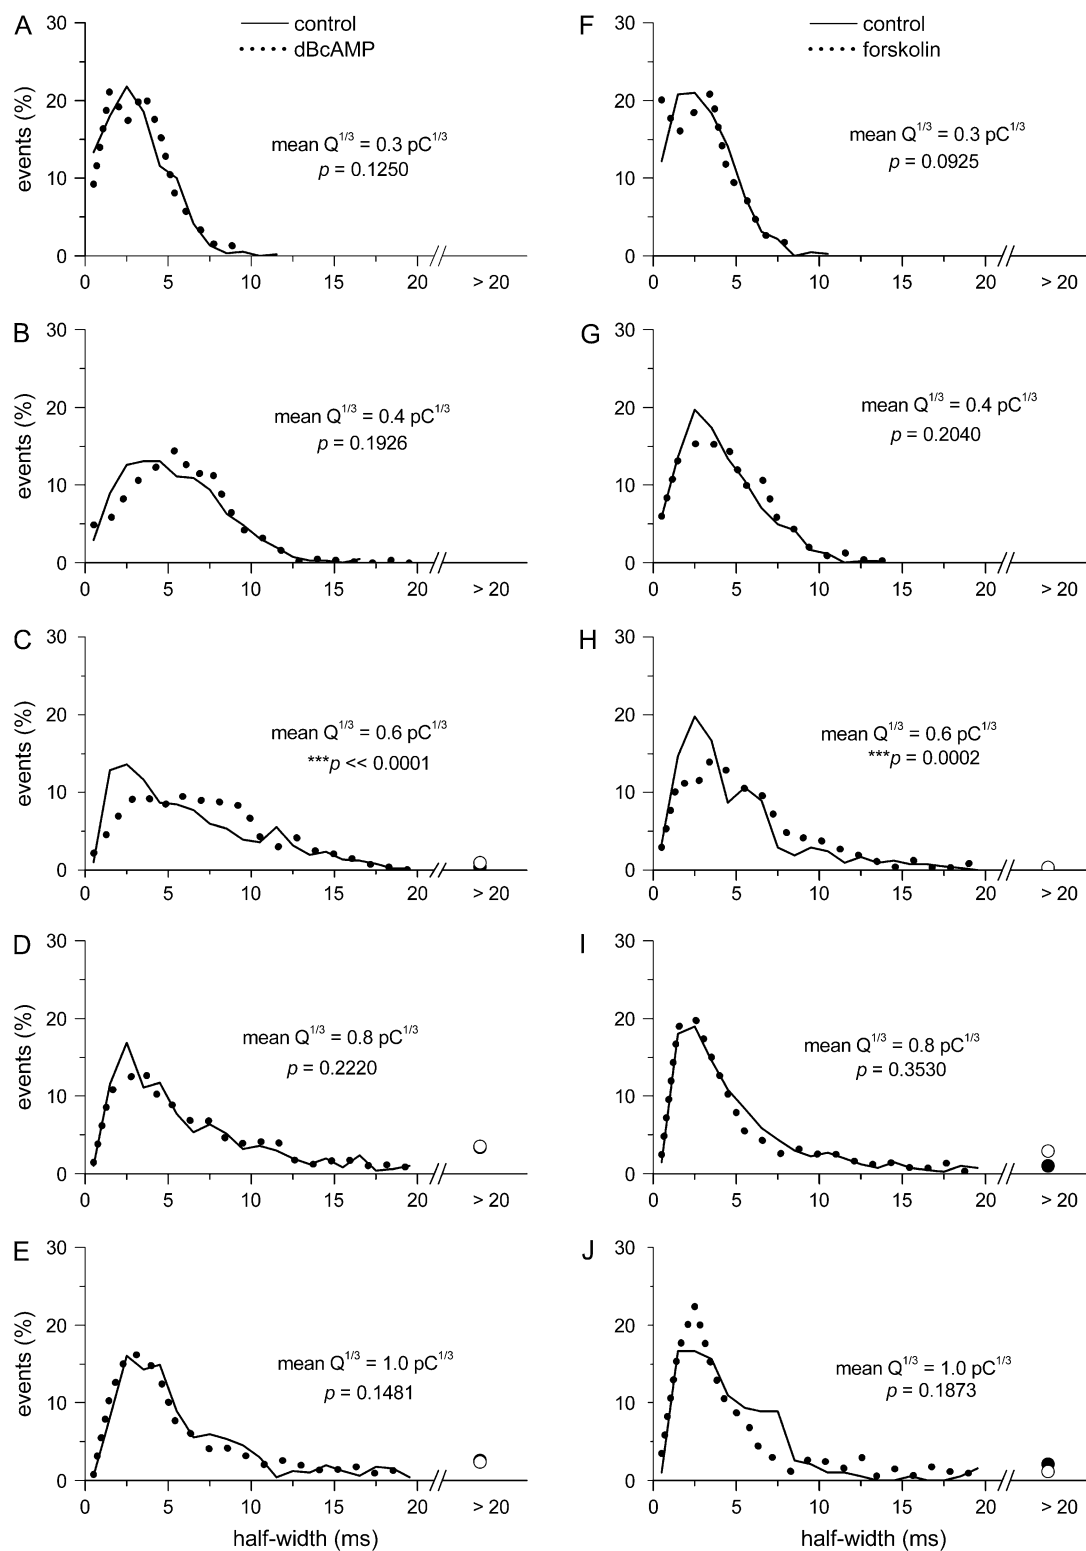 A
control
dBcAMP
events (%)
30
20
10
0
mean Q1/3 = 0.3 pC1/3
p = 0.1250
0 5 10 15 20 > 20
F
control
forskolin
30
20
10
0
mean Q1/3 = 0.3 pC1/3
p = 0.0925
0 5 10 15 20 > 20
B
events (%)
30
20
10
0
mean Q1/3 = 0.4 pC1/3
p = 0.1926
0 5 10 15 20 > 20
G
30
20
10
0
mean Q1/3 = 0.4 pC1/3
p = 0.2040
0 5 10 15 20 > 20
C
events (%)
30
20
10
0
mean Q1/3 = 0.6 pC1/3
***p << 0.0001
0 5 10 15 20 > 20
H
30
20
10
0
mean Q1/3 = 0.6 pC1/3
***p = 0.0002
0 5 10 15 20 > 20
D
events (%)
30
20
10
0
mean Q1/3 = 0.8 pC1/3
p = 0.2220
0 5 10 15 20 > 20
I
30
20
10
0
mean Q1/3 = 0.8 pC1/3
p = 0.3530
0 5 10 15 20 > 20
E
events (%)
30
20
10
0
mean Q1/3 = 1.0 pC1/3
p = 0.1481
0 5 10 15 20 > 20
half-width (ms)
J
30
20
10
0
mean Q1/3 = 1.0 pC1/3
p = 0.1873
0 5 10 15 20 > 20
half-width (ms)